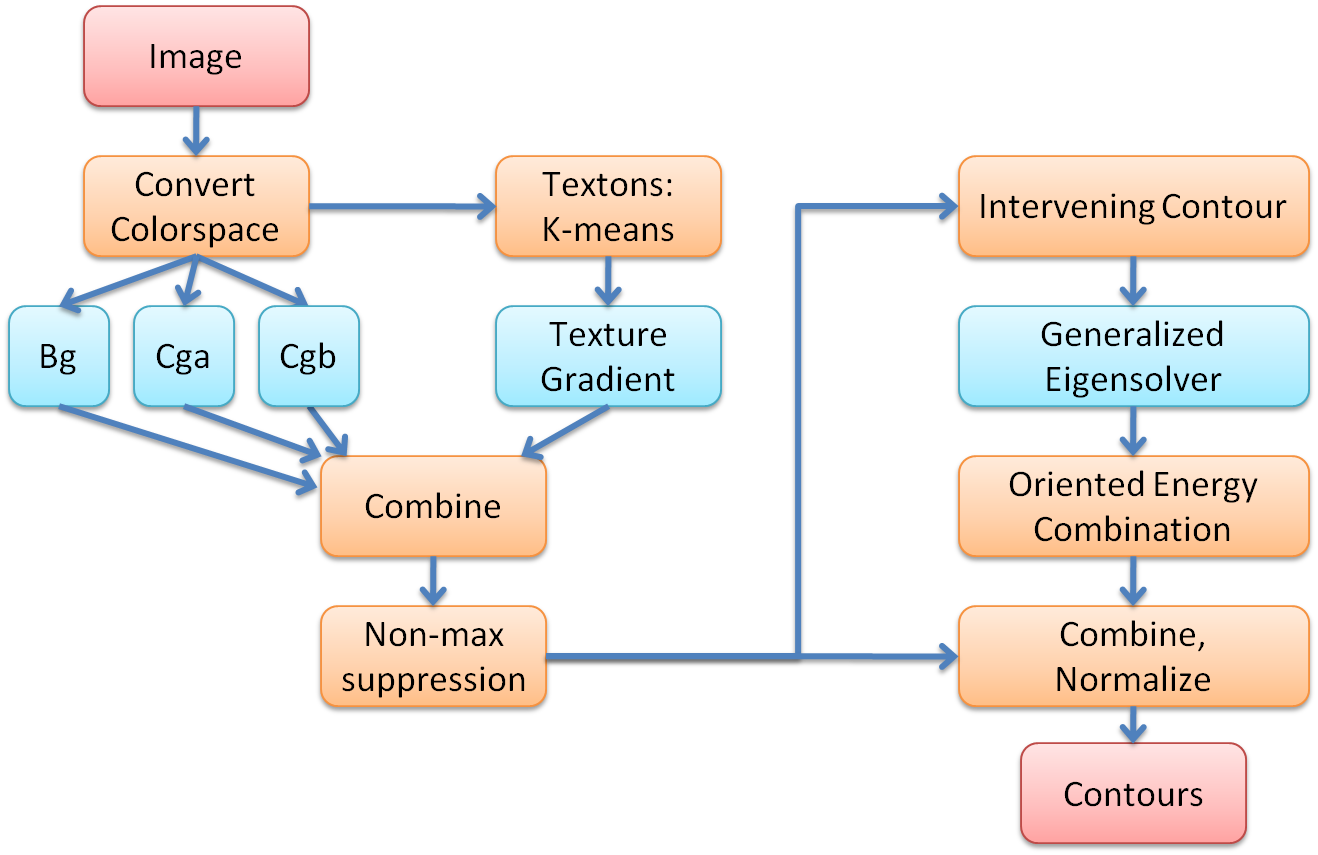 Image
Convert
Colorspace
Textons:
K-means
Intervening Contour
Bg
Cga
Cgb
Texture
Gradient
Generalized
Eigensolver
Combine
Oriented Energy
Combination
Non-max
suppression
Combine,
Normalize
Contours